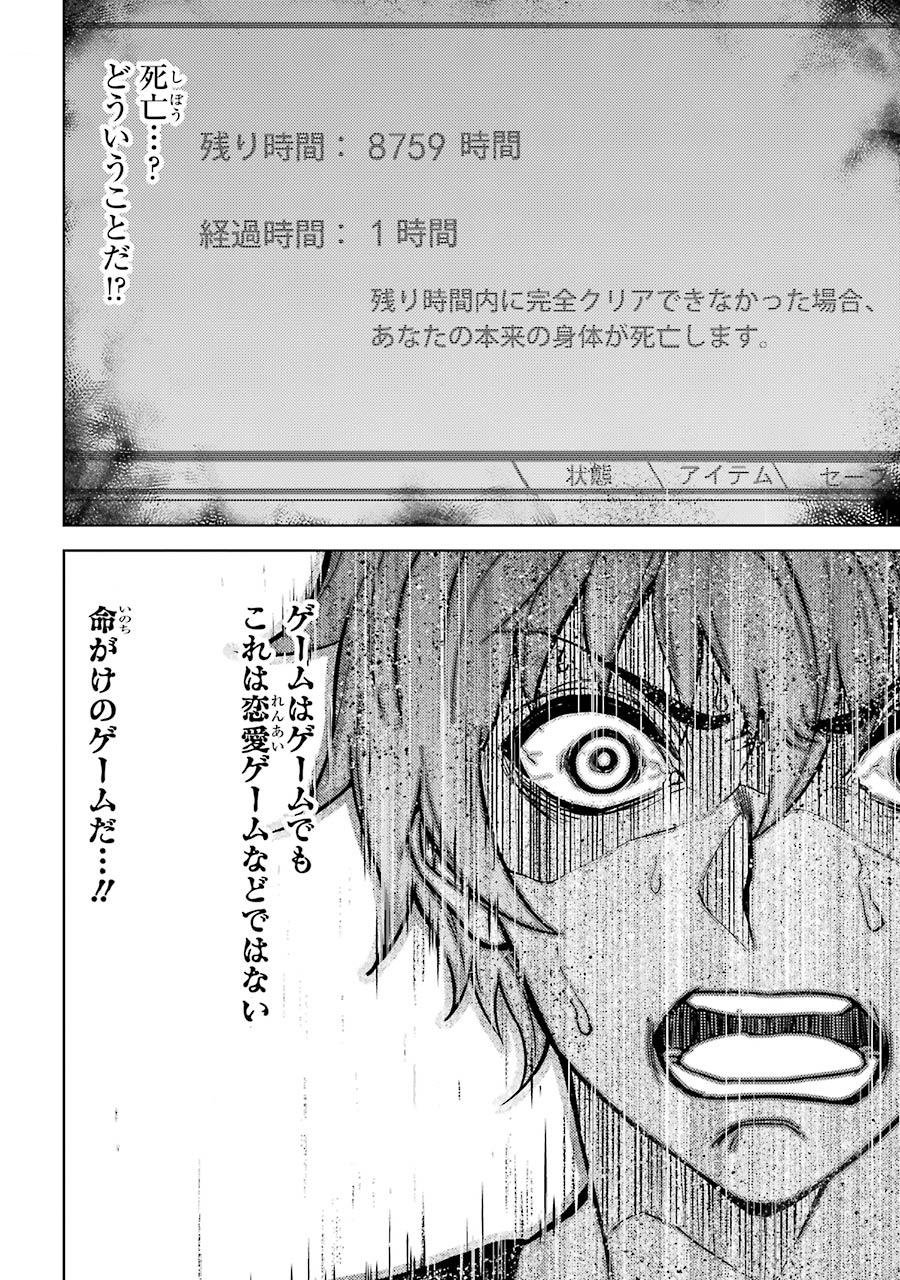 残り時間： 8759 時間
経過時間： 1 時間
残り時間内に完全クリアできなかった場合、
あなたの本来の身体が死亡します。
状態
アイテム
セーブ
死亡…？
どういうことだ!?
ゲームはゲームでも
これは恋愛ゲームなどではない
命がけのゲームだ…!!